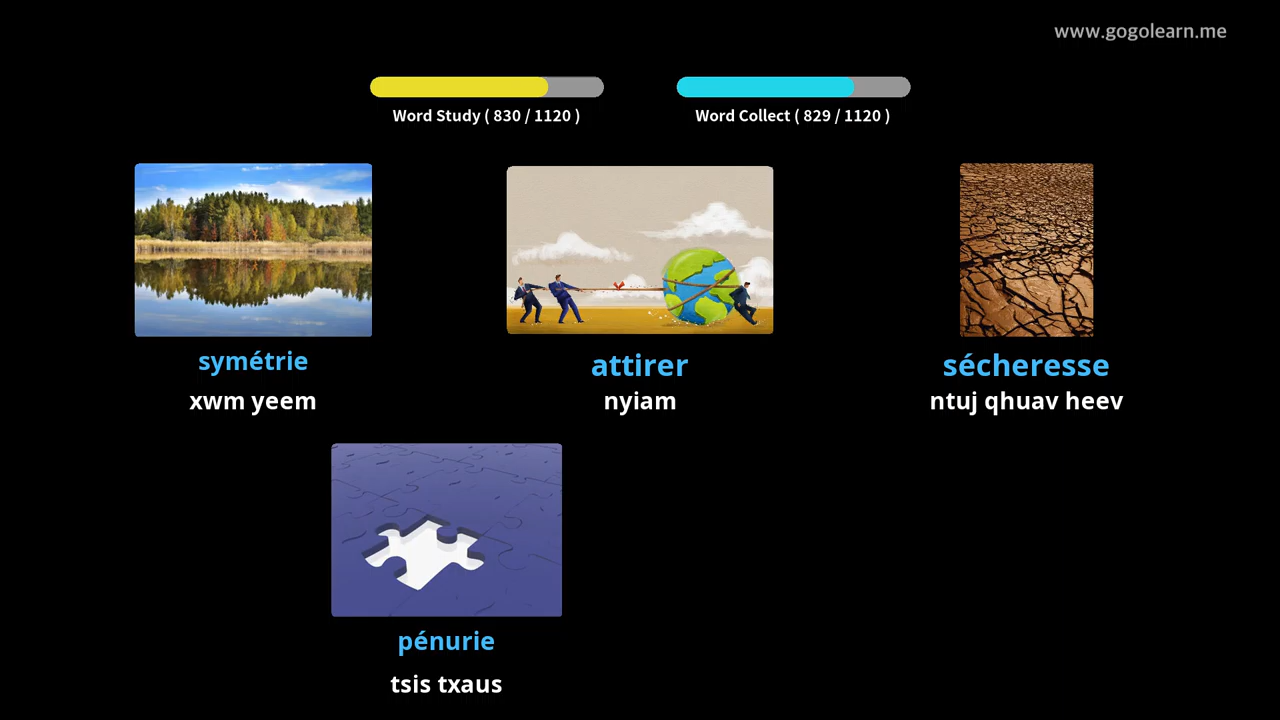 www.gogolearn.me
Word Study ( 830 / 1120 )
Word Collect ( 829 / 1120 )
symétrie
xwm yeem
attirer
nyiam
sécheresse
ntuj qhuav heev
pénurie
tsis txaus